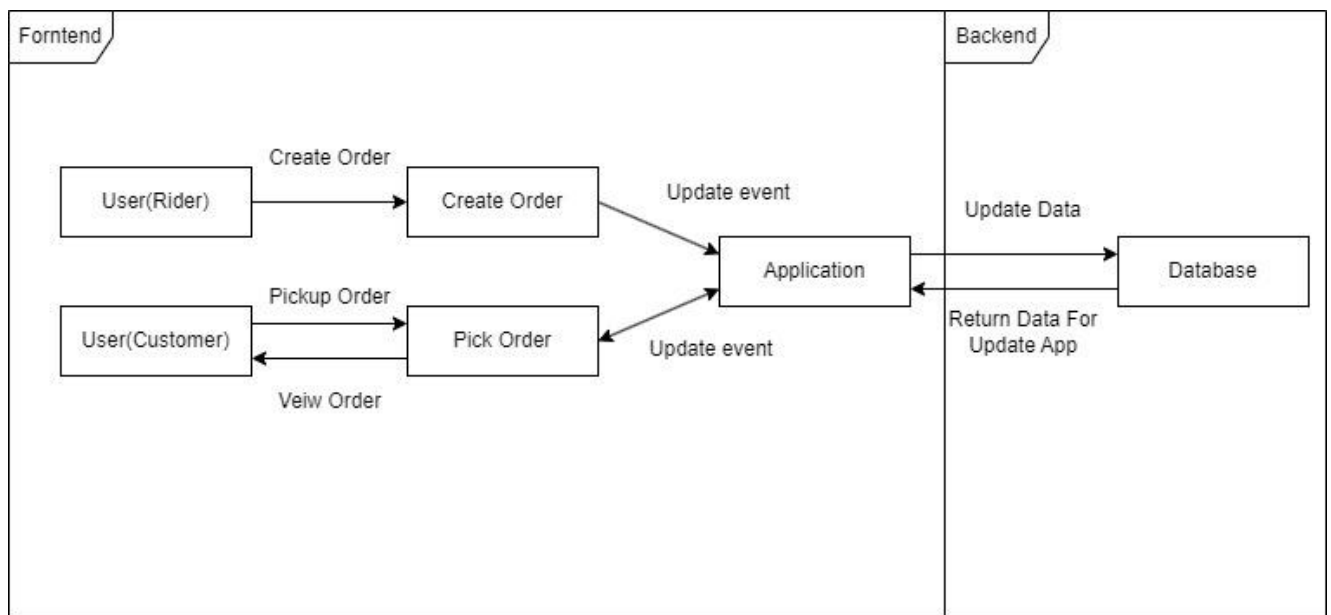 Forntend
Backend
Create Order
User(Rider)
Create Order
Update event
Update Data
Application
Database
Pickup Order
User(Customer)
Pick Order
Update event
Return Data For
Update App
Veiw Order